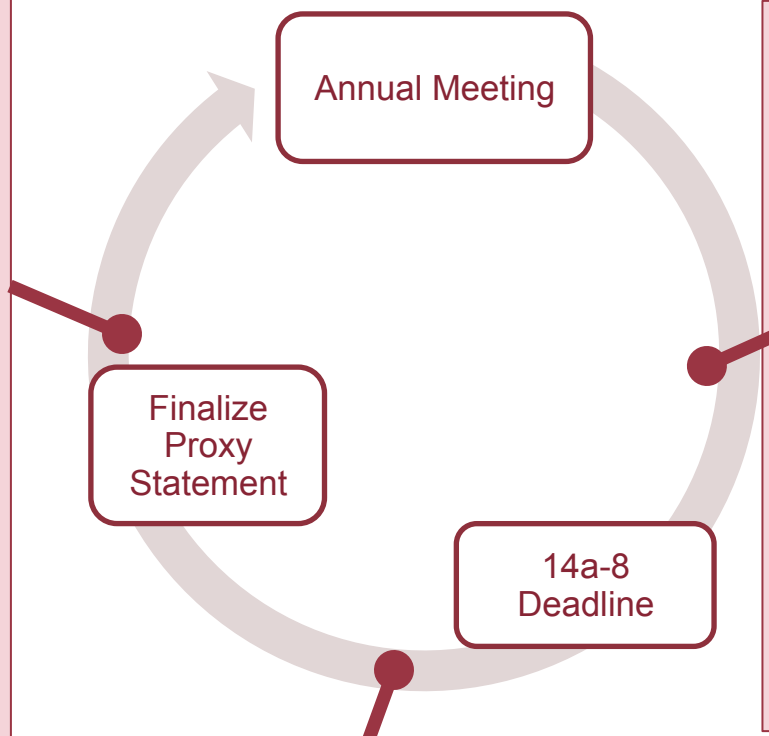 Annual Meeting
Finalize
Proxy
Statement
14a-8
Deadline